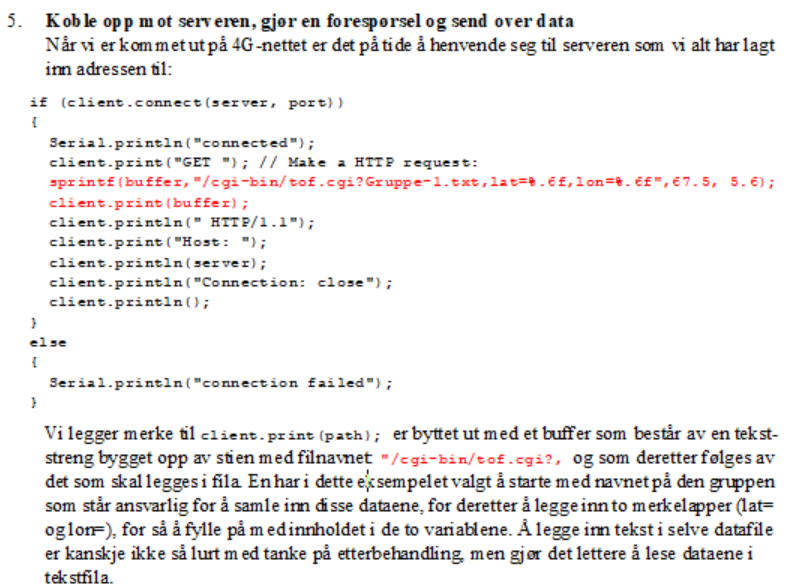 5. Koble opp mot serveren, gjør en forespørsel og send over data
Når vi er kommet ut på 4G-nettet er det på tide å henvende seg til serveren som vi alt har lagt
inn adressen til:
if (client.connect(server, port))
{
Serial.println("connected");
client.print("GET "); // Make a HTTP request:
sprintf(buffer,"/cgi-bin/tof.cgi?Gruppe-1.txt,lat=%.6f,lon=%.6f",67.5, 5.6);
client.print(buffer);
client.println(" HTTP/1.1");
client.print("Host: ");
client.println(server);
client.println("Connection: close");
client.println();
}
else
{
Serial.println("connection failed");
}
Vi legger merke til client.print(path); er byttet ut med et buffer som består av en tekst-
streng bygget opp av stien med filnavnet "/cgi-bin/tof.cgi?, og som deretter følges av
det som skal legges i fila. En har i dette eksempelet valgt å starte med navnet på den gruppen
som står ansvarlig for å samle inn disse dataene, for deretter å legge inn to merkelapper (lat=
og lon=), for så å fylle på med innholdet i de to variablene. Å legge inn tekst i selve datafile
er kanskje ikke så lurt med tanke på etterbehandling, men gjør det lettere å lese dataene i
tekstfila.